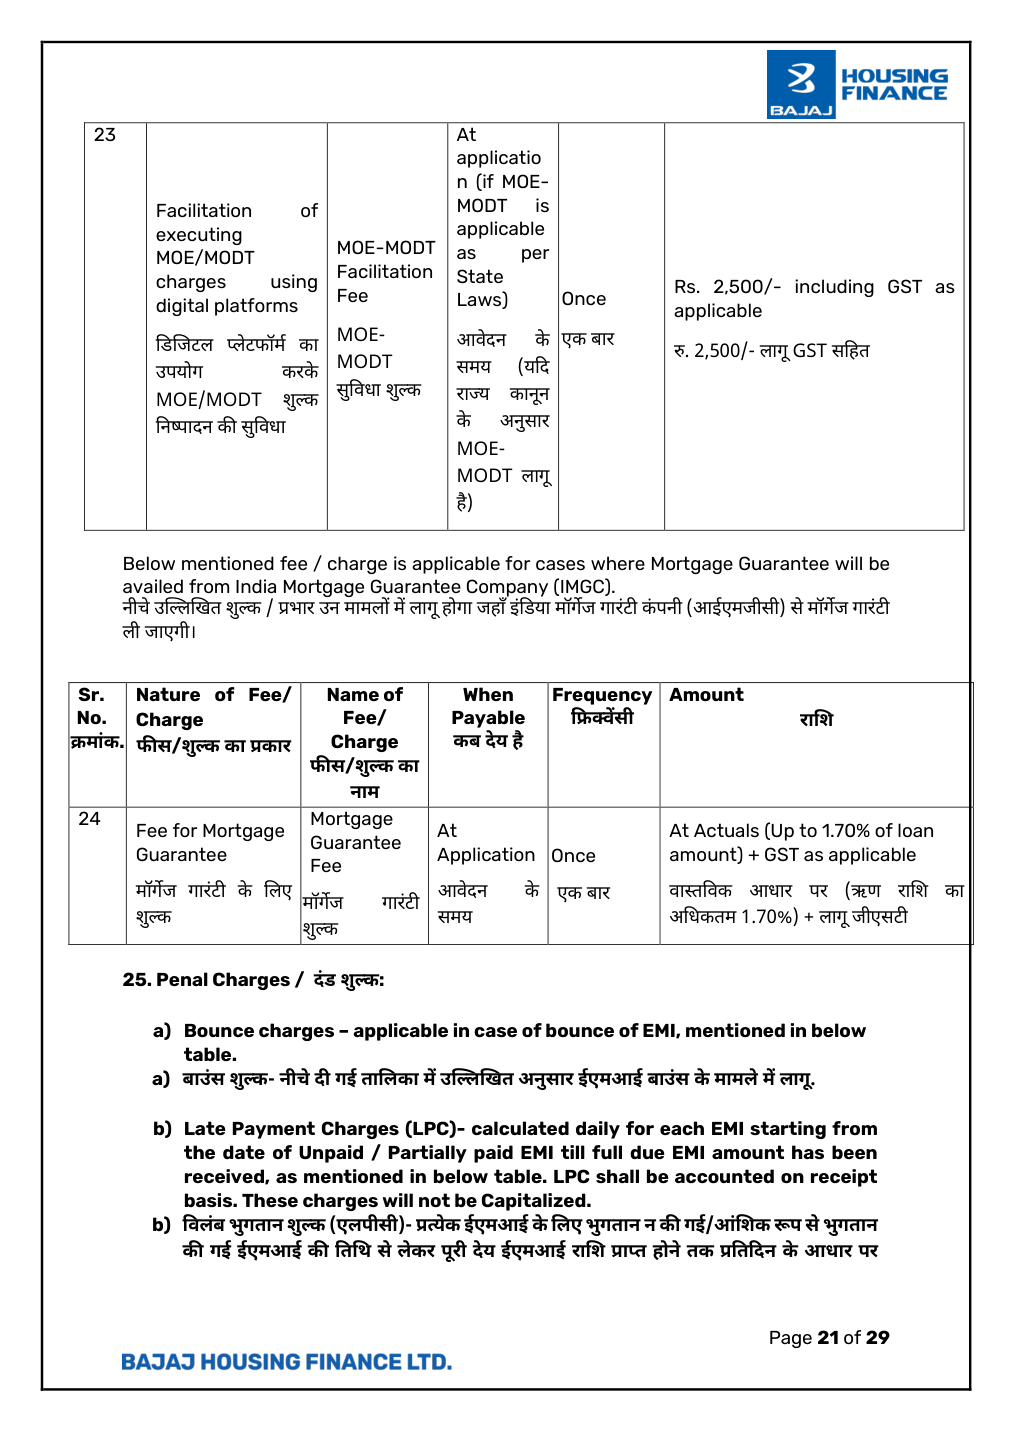 BAJAJ
HOUSING
FINANCE
23
Facilitation of
executing
MOE/MODT
charges using
digital platforms
डिजिटल प्लेटफॉर्म का
उपयोग करके
MOE/MODT शुल्क
निष्पादन की सुविधा
MOE-MODT
Facilitation
Fee
MOE-
MODT
सुविधा शुल्क
At
applicatio
n (if MOE-
MODT is
applicable
as per
State
Laws)
आवेदन के
समय (यदि
राज्य कानून
के अनुसार
MOE-
MODT लागू
है)
Once
एक बार
Rs. 2,500/- including GST as
applicable
रु. 2,500/- लागू GST सहित
Below mentioned fee / charge is applicable for cases where Mortgage Guarantee will be
availed from India Mortgage Guarantee Company (IMGC).
नीचे उल्लिखित शुल्क / प्रभार उन मामलों में लागू होगा जहाँ इंडिया मॉर्गेज गारंटी कंपनी (आईएमजीसी) से मॉर्गेज गारंटी
ली जाएगी।
Sr.
No.
क्रमांक.
Nature of Fee/
Charge
फीस/शुल्क का प्रकार
Name of
Fee/
Charge
फीस/शुल्क का
नाम
When
Payable
कब देय है
Frequency
फ्रिक्वेंसी
Amount
राशि
24
Fee for Mortgage
Guarantee
मॉर्गेज गारंटी के लिए
शुल्क
Mortgage
Guarantee
Fee
मॉर्गेज गारंटी
शुल्क
At
Application
आवेदन के
समय
Once
एक बार
At Actuals (Up to 1.70% of loan
amount) + GST as applicable
वास्तविक आधार पर (ऋण राशि का
अधिकतम 1.70%) + लागू जीएसटी
25. Penal Charges / दंड शुल्क:
a) Bounce charges – applicable in case of bounce of EMI, mentioned in below
table.
a) बाउंस शुल्क- नीचे दी गई तालिका में उल्लिखित अनुसार ईएमआई बाउंस के मामले में लागू.
b) Late Payment Charges (LPC)- calculated daily for each EMI starting from
the date of Unpaid / Partially paid EMI till full due EMI amount has been
received, as mentioned in below table. LPC shall be accounted on receipt
basis. These charges will not be Capitalized.
b) विलंब भुगतान शुल्क (एलपीसी)- प्रत्येक ईएमआई के लिए भुगतान न की गई/आंशिक रूप से भुगतान
की गई ईएमआई की तिथि से लेकर पूरी देय ईएमआई राशि प्राप्त होने तक प्रतिदिन के आधार पर
Page 21 of 29
BAJAJ HOUSING FINANCE LTD.